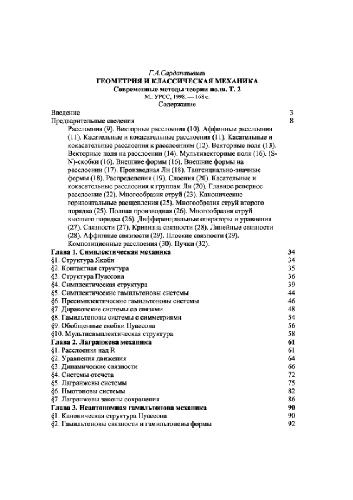 Г.А.Сарданашвили
ГЕОМЕТРИЯ И КЛАССИЧЕСКАЯ МЕХАНИКА
Современные методы теории поля. Т. 2
М.: УРСС, 1998. — 168 с.
Содержание
Введение 3
Предварительные сведения 8
Расслоения (9). Векторные расслоения (10). Аффинные расслоения
(11). Касательные и кокасательные расслоения (11). Касательные и
кокасательные расслоения к расслоениям (12). Векторные поля (13).
Векторные поля на расслоении (14). Мультивекторные поля (16). (S-
N)-скобки (16). Внешние формы (16). Внешние формы на
расслоении (17). Производная Ли (18). Тангенциально-значные
формы (18). Распределения (19). Слоения (20). Касательные и
кокасательные расслоения к группам Ли (20). Главное расслоение
расслоение (22). Многообразия струй (23). Канонические
горизонтальные расщепления (25). Многообразия струй второго
порядка (25). Полная производная (26). Многообразия струй
высшего порядка (26). Дифференциальные операторы и уравнения
(27). Связности (27). Кривизна связности (28). Линейные связности
(28). Аффинные связности (29). Плоские связности (29).
Композиционные расслоения (30). Пучки (32).
Глава 1. Симплектическая механика 34
§1. Структура Якоби 34
§2. Контактная структура 35
§3. Структура Пуассона 36
§4. Симплектическая структура 39
§5. Симплектические гамильтоновы системы 44
§6. Пресимплектические гамильтоновы системы 46
§7. Дираковские системы со связями 48
§8. Гамильтоновы системы с симметриями 54
§9. Обобщенные скобки Пуассона 56
§10. Мультисимплектическая структура 58
Глава 2. Лагранжева механика 61
§1. Расслоения над R 61
§2. Уравнения движения 64
§3. Динамические связности 66
§4. Системы отсчета 72
§5. Лагранжевы системы 75
§6. Ньютоновы системы 82
§7. Лагранжевы законы сохранения 86
Глава 3. Неавтономная гамильтонова механика 90
§1. Каноническая структура Пуассона 90
§2. Гамильтоновы связности и гамильтоновы формы 92